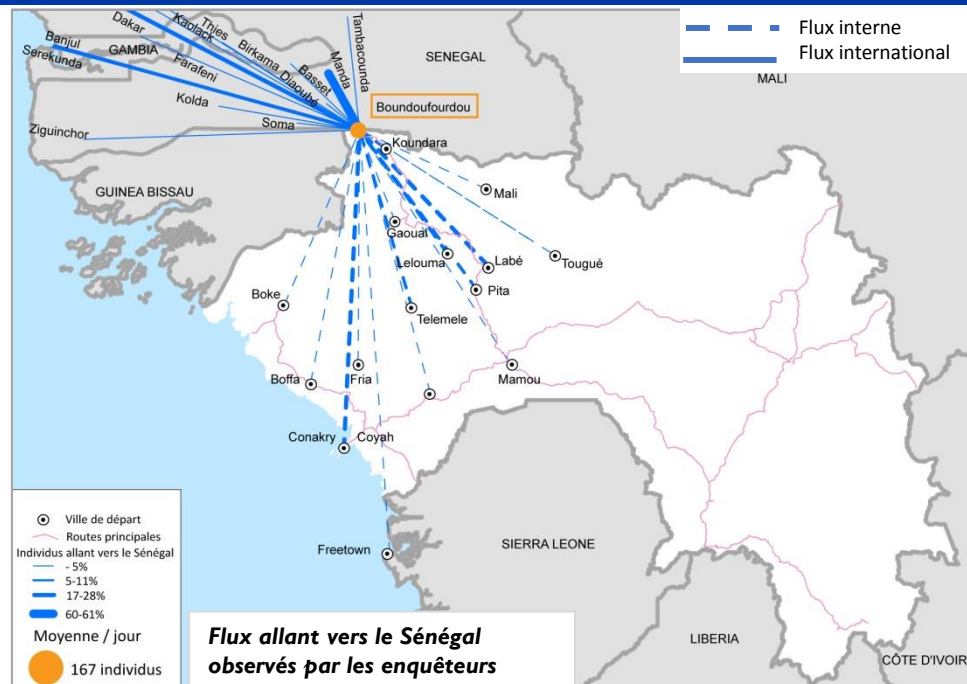 Flux interne
Flux international
Dakar
Kaolack
Thies
Birkama
Diaoubé
Basset
Manda
Tambacounda
Banjul
GAMBIA
Serekunda
Farafeni
Kolda
Soma
Ziguinchor
SENEGAL
MALI
Boundoufourdou
Koundara
GUINEA BISSAU
Mali
Gaoual
Lelouma
Labé
Tougué
Pita
Boke
Telemele
Boffa
Fria
Mamou
Conakry
Coyah
Freetown
SIERRA LEONE
LIBERIA
CÔTE D'IVOIR
Ville de départ
Routes principales
Individus allant vers le Sénégal
- 5%
5-11%
17-28%
60-61%
Moyenne / jour
167 individus
Flux allant vers le Sénégal
observés par les enquêteurs